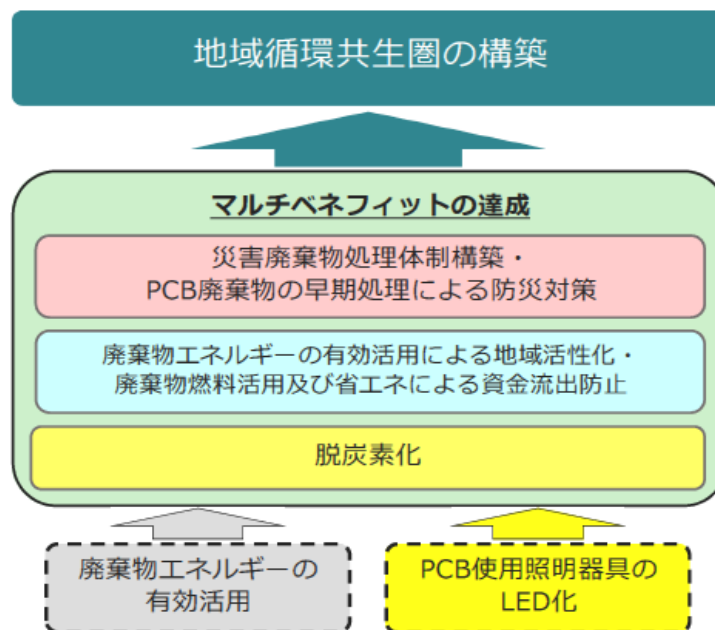 地域循環共生圏の構築
マルチベネフィットの達成
災害廃棄物処理体制構築・
PCB廃棄物の早期処理による防災対策
廃棄物エネルギーの有効活用による地域活性化・
廃棄物燃料活用及び省エネによる資金流出防止
脱炭素化
廃棄物エネルギーの
有効活用
PCB使用照明器具の
LED化